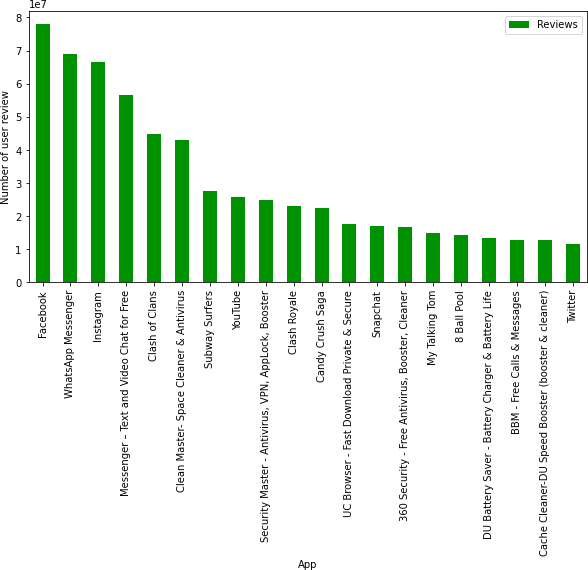 1e7
8
7
6
5
4
3
2
1
0
Number of user review
Reviews
Facebook
WhatsApp Messenger
Instagram
Messenger – Text and Video Chat for Free
Clash of Clans
Clean Master- Space Cleaner & Antivirus
Subway Surfers
YouTube
Security Master - Antivirus, VPN, AppLock, Booster
Clash Royale
Candy Crush Saga
UC Browser - Fast Download Private & Secure
Snapchat
360 Security - Free Antivirus, Booster, Cleaner
My Talking Tom
8 Ball Pool
DU Battery Saver - Battery Charger & Battery Life
BBM - Free Calls & Messages
Cache Cleaner-DU Speed Booster (booster & cleaner)
Twitter
App